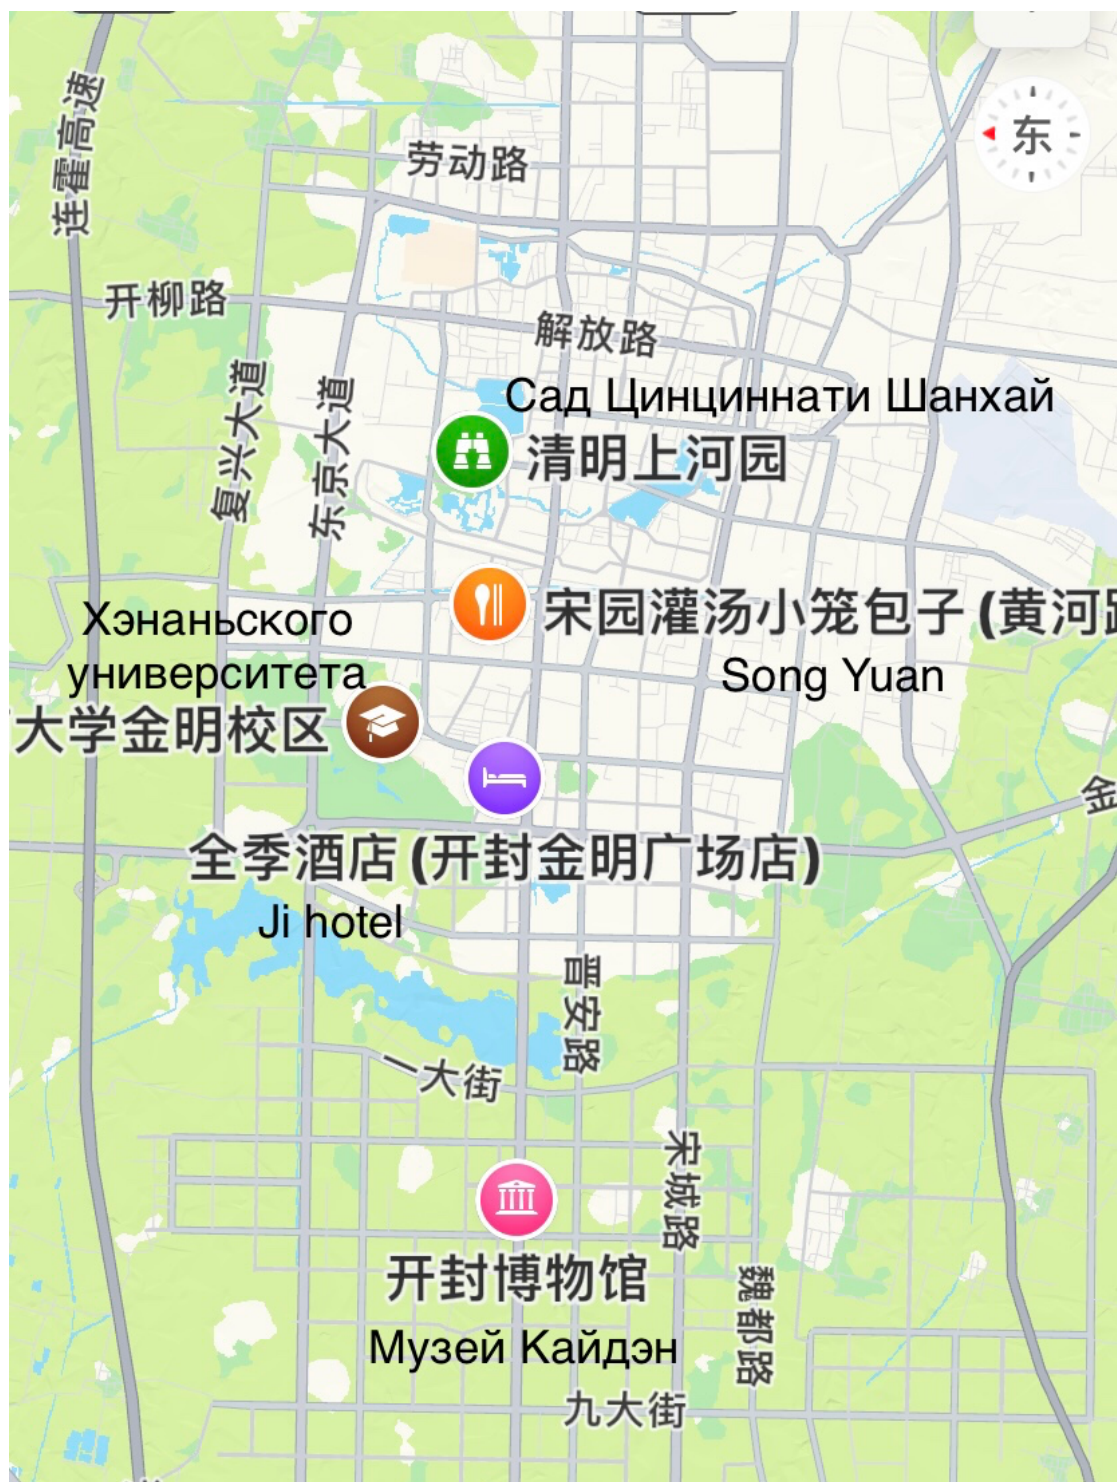 连霍高速
东
劳动路
开柳路
解放路
复兴大道
东京大道
Сад Цинциннати Шанхай
清明上河园
Хэнаньского
университета
宋园灌汤小笼包子 (黄河路
Song Yuan
大学金明校区
金
全季酒店 (开封金明广场店)
Ji hotel
晋安路
一大街
宋城路
开封博物馆
魏都路
Музей Кайдэн
九大街